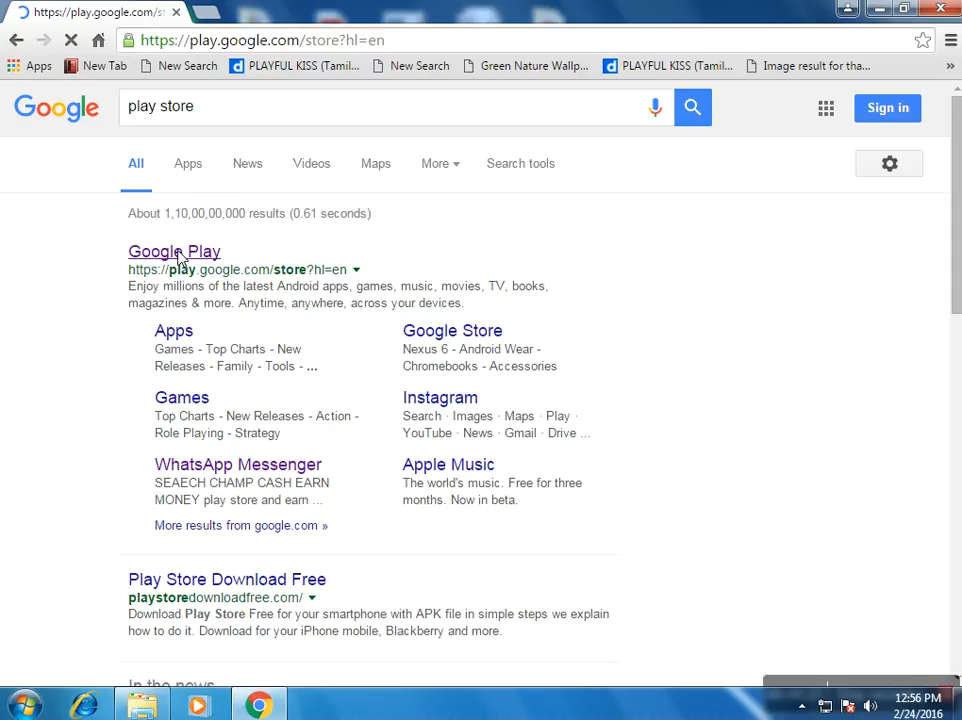 https://play.google.com/st
https://play.google.com/store?hl=en
Apps New Tab New Search PLAYFUL KISS (Tamil... New Search Green Nature Wallp... PLAYFUL KISS (Tamil... Image result for tha... »
Google play store Sign in
All Apps News Videos Maps More Search tools
About 1,10,00,00,000 results (0.61 seconds)
Google Play
https://play.google.com/store?hl=en
Enjoy millions of the latest Android apps, games, music, movies, TV, books,
magazines & more. Anytime, anywhere, across your devices.
Apps
Games - Top Charts - New
Releases - Family - Tools - ...
Google Store
Nexus 6 - Android Wear -
Chromebooks - Accessories
Games
Top Charts - New Releases - Action -
Role Playing - Strategy
Instagram
Search · Images · Maps · Play ·
YouTube · News · Gmail · Drive ...
WhatsApp Messenger
SEAECH CHAMP CASH EARN
MONEY play store and earn ...
Apple Music
The world's music. Free for three
months. Now in beta.
More results from google.com »
Play Store Download Free
playstoredownloadfree.com/
Download Play Store Free for your smartphone with APK file in simple steps we explain
how to do it. Download for your iPhone mobile, Blackberry and more.
In the news
12:56 PM
2/24/2016